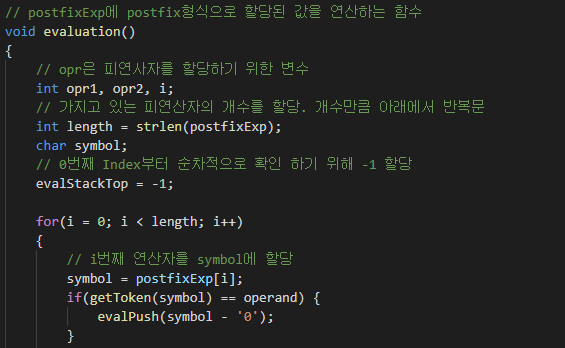 // postfixExp에 postfix형식으로 할당된 값을 연산하는 함수
void evaluation()
{
// opr은 피연사자를 할당하기 위한 변수
int opr1, opr2, i;
// 가지고 있는 피연산자의 개수를 할당. 개수만큼 아래에서 반복문
int length = strlen(postfixExp);
char symbol;
// 0번째 Index부터 순차적으로 확인 하기 위해 -1 할당
evalStackTop = -1;
for(i = 0; i < length; i++)
{
// i번째 연산자를 symbol에 할당
symbol = postfixExp[i];
if(getToken(symbol) == operand) {
evalPush(symbol - '0');
}